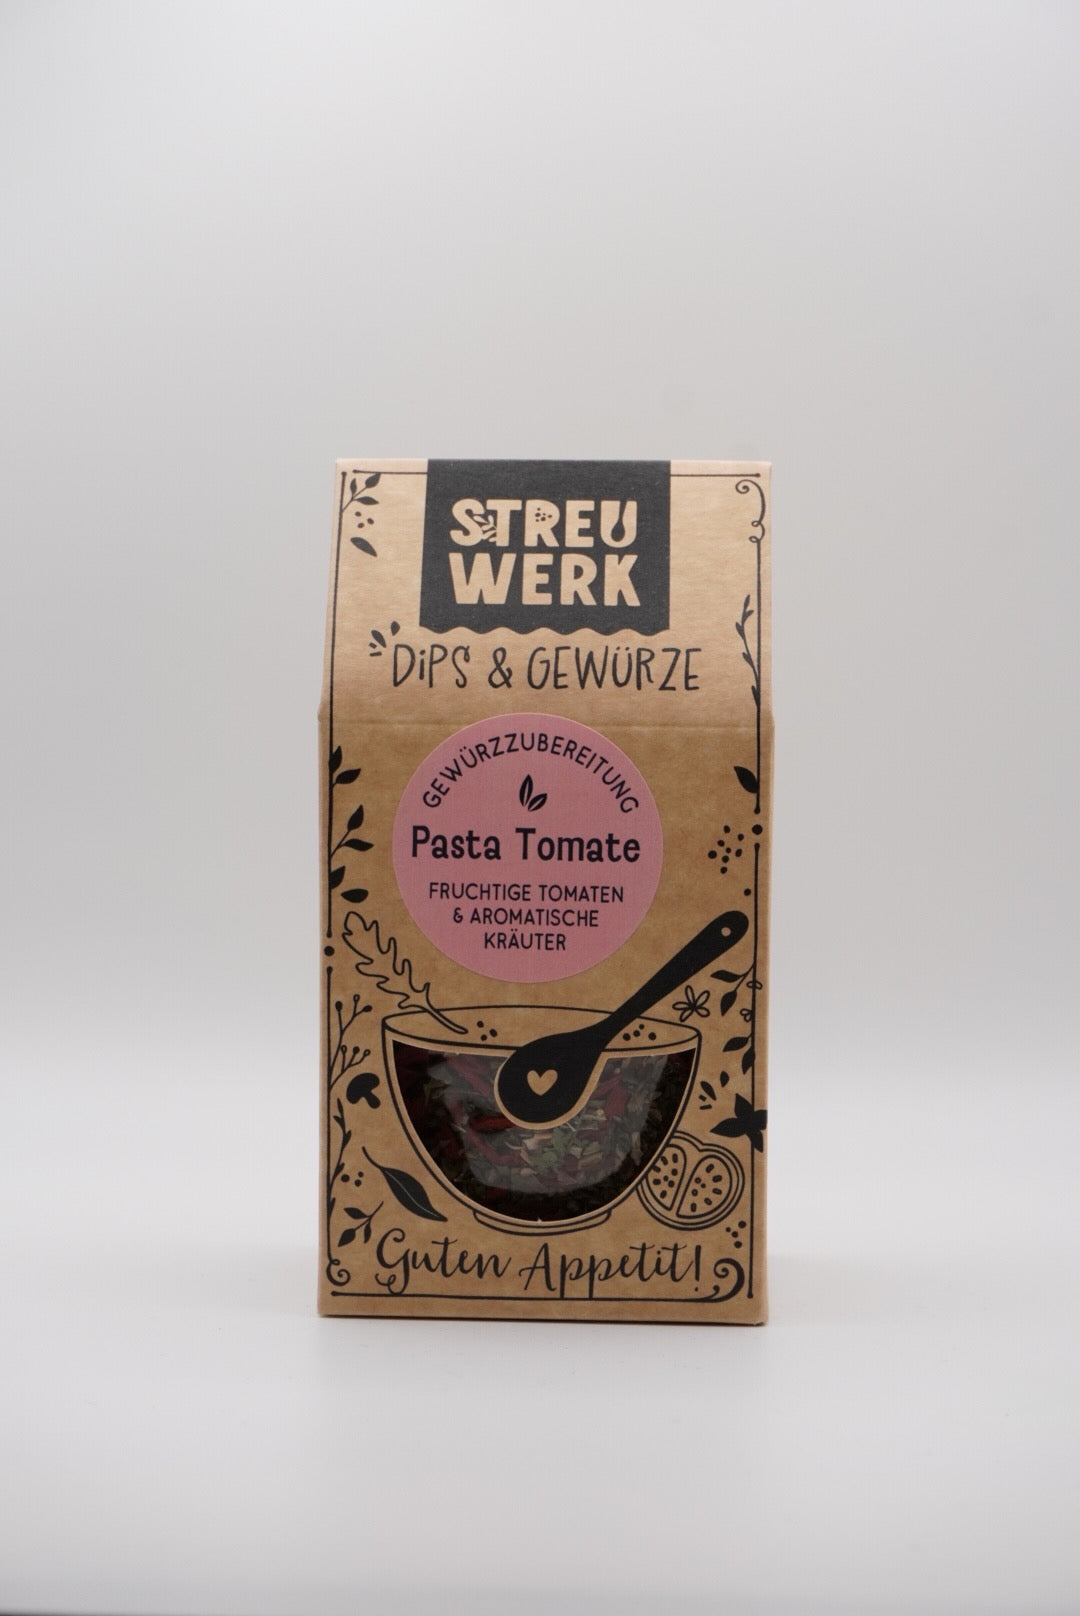 STREU
WERK
DiPS & GEWÜRZE
GEWÜRZZUBEREITUNG
Pasta Tomate
FRUCHTIGE TOMATEN
& AROMATISCHE
KRÄUTER
Guten Appetit!